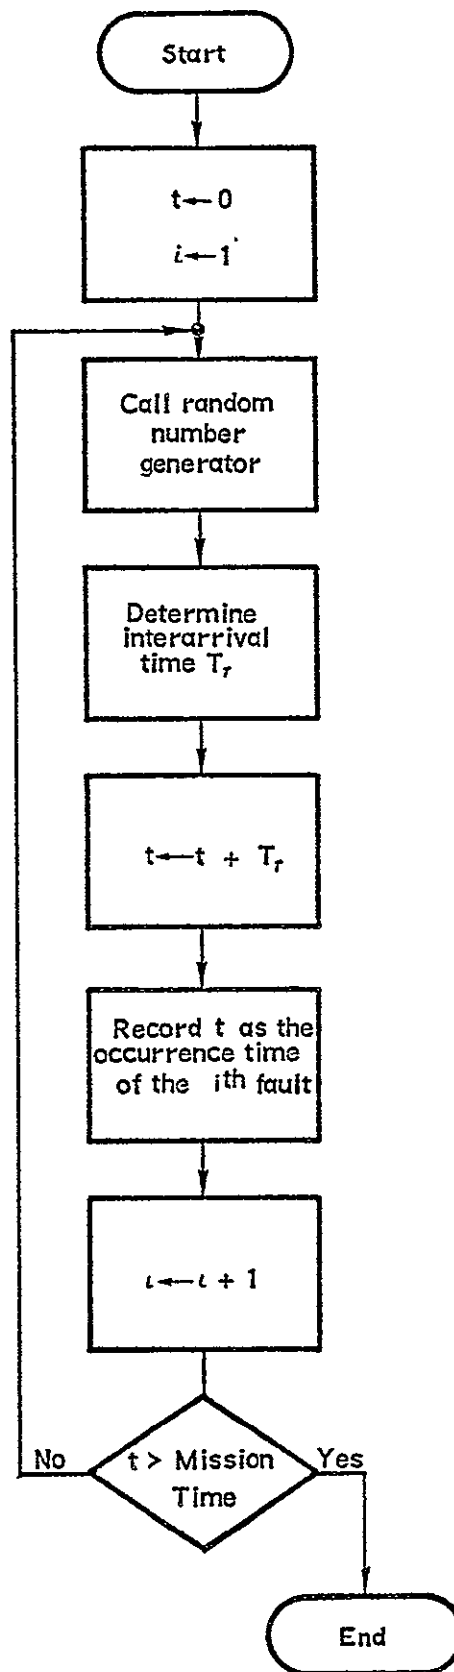 Start
t←0
i←1
Call random
number
generator
Determine
interarrival
time Tr
t←t + Tr
Record t as the
occurrence time
of the ith fault
ι←ι + 1
No
t > Mission
Time
Yes
End